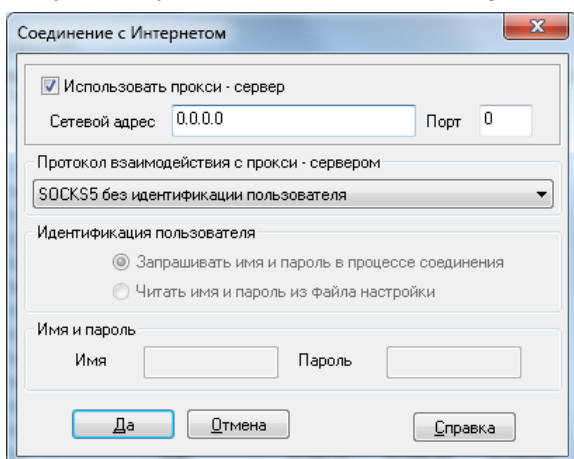 Соединение с Интернетом
Использовать прокси - сервер
Сетевой адрес 0.0.0.0 Порт 0
Протокол взаимодействия с прокси - сервером
SOCKS5 без идентификации пользователя
Идентификация пользователя
Запрашивать имя и пароль в процессе соединения
Читать имя и пароль из файла настройки
Имя и пароль
Имя Пароль
Да Отмена Справка